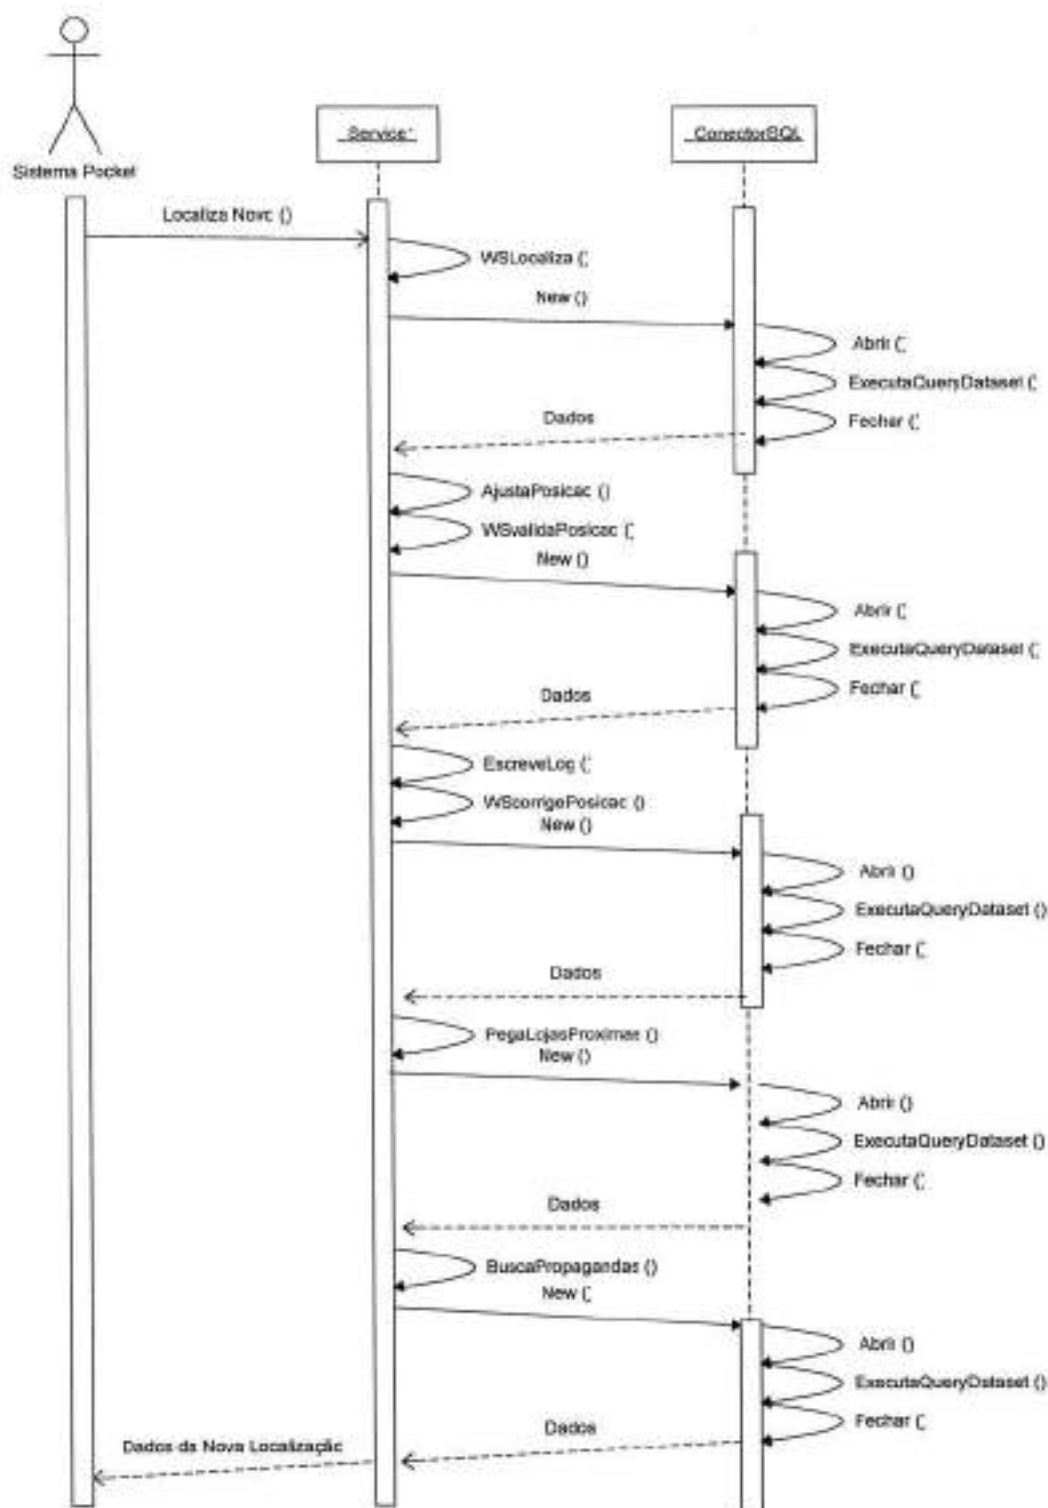 Sistema Pocket
Service1
ConectorSQL
Localiza Novo ()
WSLocaliza ()
New ()
Abrir ()
ExecutaQueryDataset ()
Fechar ()
Dados
AjustaPosicao ()
WSvalidaPosicao ()
New ()
Abrir ()
ExecutaQueryDataset ()
Fechar ()
Dados
EscreveLog ()
WScorrigePosicao ()
New ()
Abrir ()
ExecutaQueryDataset ()
Fechar ()
Dados
PegaLojasProximas ()
New ()
Abrir ()
ExecutaQueryDataset ()
Fechar ()
Dados
BuscaPropagandas ()
New ()
Abrir ()
ExecutaQueryDataset ()
Fechar ()
Dados
Dados da Nova Localização